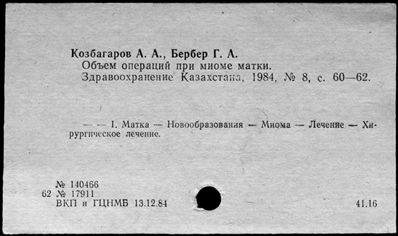 Козбагаров А. А., Бербер Г. А.
Объем операций при миоме матки.
Здравоохранение Казахстана, 1984, № 8, с. 60—62.
— — I. Матка — Новообразования — Миома — Лечение — Хи-
рургическое лечение.
№ 140466
62 № 17911
ВКП и ГЦНМБ 13.12.84 41.16